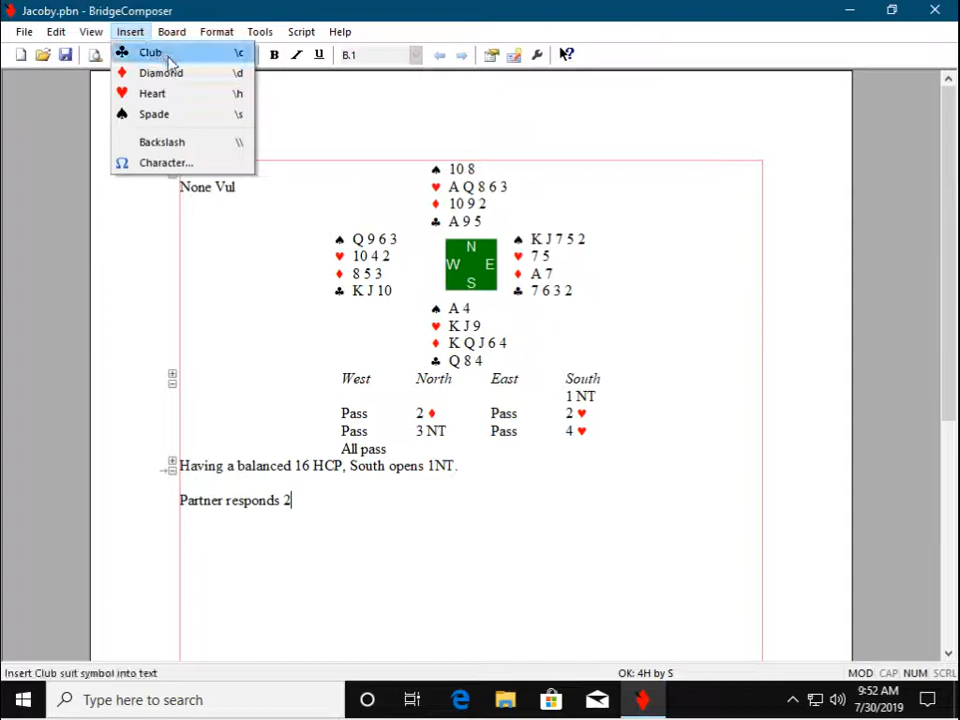 Jacoby.pbn - BridgeComposer
File Edit View Insert Board Format Tools Script Help
B I U B.1
♣ Club \c
♦ Diamond \d
♥ Heart \h
♠ Spade \s
Backslash \\
Ω Character...
None Vul
♠ 10 8
♥ A Q 8 6 3
♦ 10 9 2
♣ A 9 5
♠ Q 9 6 3
♥ 10 4 2
♦ 8 5 3
♣ K J 10
N
W E
S
♠ K J 7 5 2
♥ 7 5
♦ A 7
♣ 7 6 3 2
♠ A 4
♥ K J 9
♦ K Q J 6 4
♣ Q 8 4
West North East South
1 NT
Pass 2 ♦ Pass 2 ♥
Pass 3 NT Pass 4 ♥
All pass
Having a balanced 16 HCP, South opens 1NT.
Partner responds 2
Insert Club suit symbol into text OK: 4H by S MOD CAP NUM SCRL
Type here to search
9:52 AM
7/30/2019